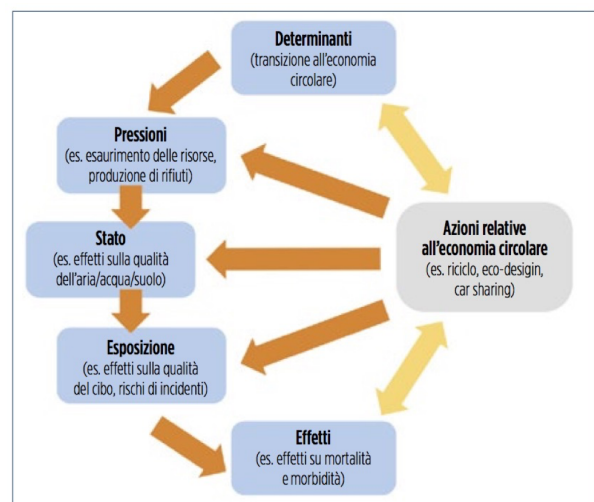 Determinanti
(transizione all'economia
circolare)
Pressioni
(es. esaurimento delle risorse,
produzione di rifiuti)
Stato
(es. effetti sulla qualità
dell'aria/acqua/suolo)
Azioni relative
all'economia circolare
(es. riciclo, eco-desigin,
car sharing)
Esposizione
(es. effetti sulla qualità
del cibo, rischi di incidenti)
Effetti
(es. effetti su mortalità
e morbidità)